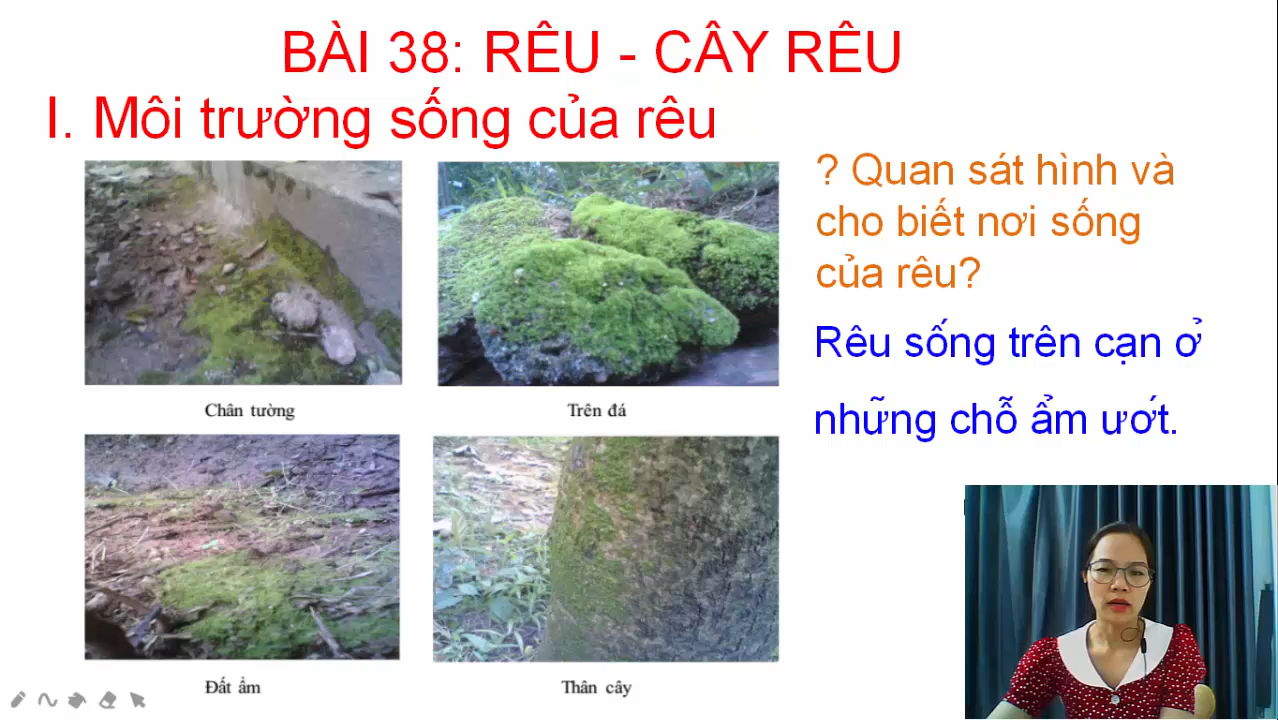 BÀI 38: RÊU - CÂY RÊU
I. Môi trường sống của rêu
? Quan sát hình và
cho biết nơi sống
của rêu?
Rêu sống trên cạn ở
những chỗ ẩm ướt.
Chân tường
Trên đá
Đất ẩm
Thân cây